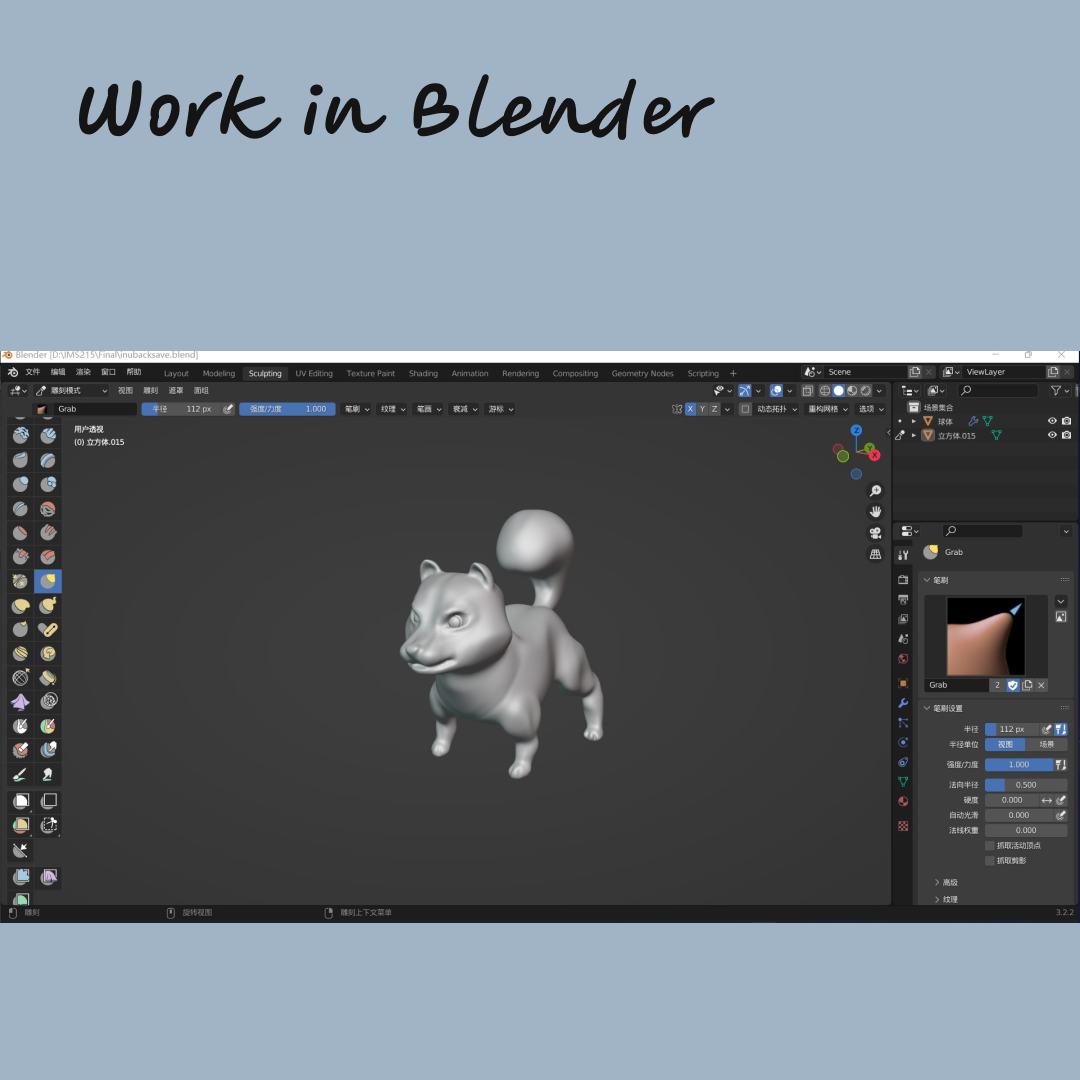 Work in Blender
Blender [D:\IMS215\Final\inubacksave.blend]
文件 编辑 渲染 窗口 帮助 Layout Modeling Sculpting UV Editing Texture Paint Shading Animation Rendering Compositing Geometry Nodes Scripting + Scene ViewLayer
雕刻模式 视图 雕刻 遮罩 面组
Grab 半径 112 px 强度/力度 1.000 笔刷 纹理 笔画 衰减 游标 X Y Z 动态拓扑 重构网格 选项
场景集合
球体
立方体.015
用户透视
(0) 立方体.015
Z
Y
X
Grab
笔刷
Grab 2
笔刷设置
半径 112 px
半径单位 视图 场景
强度/力度 1.000
法向半径 0.500
硬度 0.000
自动光滑 0.000
法线权重 0.000
抓取活动顶点
抓取剪影
高级
纹理
雕刻 旋转视图 雕刻上下文菜单 3.2.2